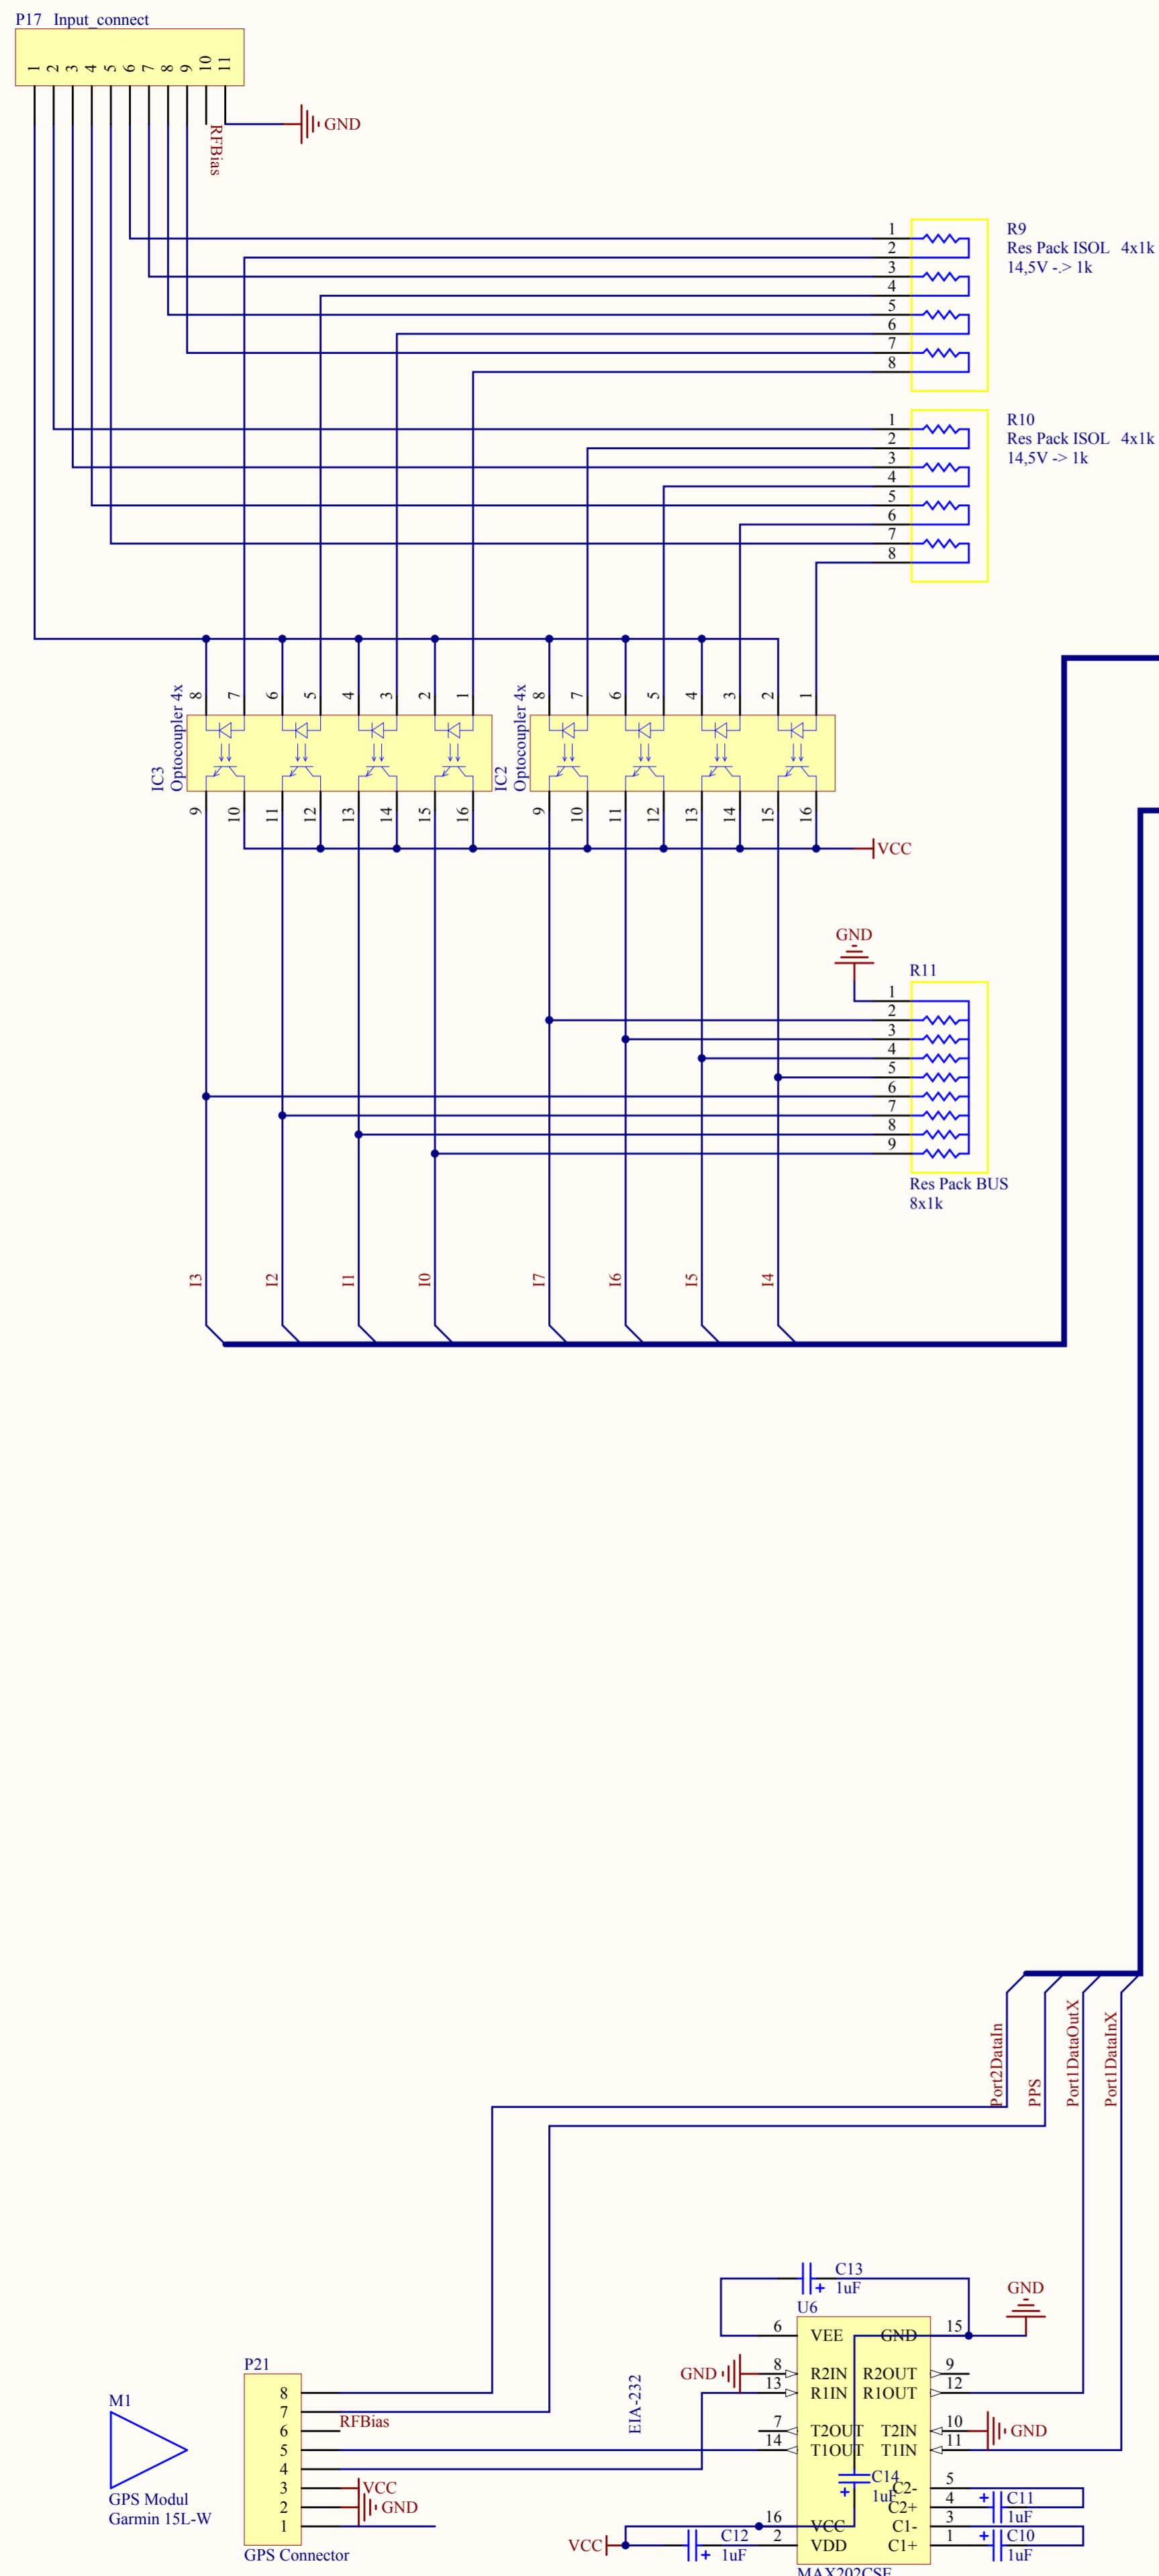 P17 Input_connect
1 2 3 4 5 6 7 8 9 10 11
RFBias
GND
1
2
3
4
5
6
7
8
R9
Res Pack ISOL 4x1k
14,5V -.> 1k
1
2
3
4
5
6
7
8
R10
Res Pack ISOL 4x1k
14,5V -> 1k
8 7 6 5 4 3 2 1
IC3
Optocoupler 4x
9 10 11 12 13 14 15 16
8 7 6 5 4 3 2 1
IC2
Optocoupler 4x
9 10 11 12 13 14 15 16
VCC
GND
R11
1
2
3
4
5
6
7
8
9
Res Pack BUS
8x1k
I3 I2 I1 I0 I7 I6 I5 I4
Port2DataIn
PPS
Port1DataOutX
Port1DataInX
C13
1uF
GND
U6
6 VEE GND 15
GND 8 R2IN R2OUT 9
13 R1IN R1OUT 12
7 T2OUT T2IN 10 GND
14 T1OUT T1IN 11
EIA-232
C14
1uF
C2- 5
C2+ 4
C11
1uF
16 VCC C1- 3
2 VDD C1+ 1
C10
1uF
VCC
C12
1uF
MAX202CSE
P21
8
7
6 RFBias
5
4
3 VCC
2 GND
1
GPS Connector
M1
GPS Modul
Garmin 15L-W